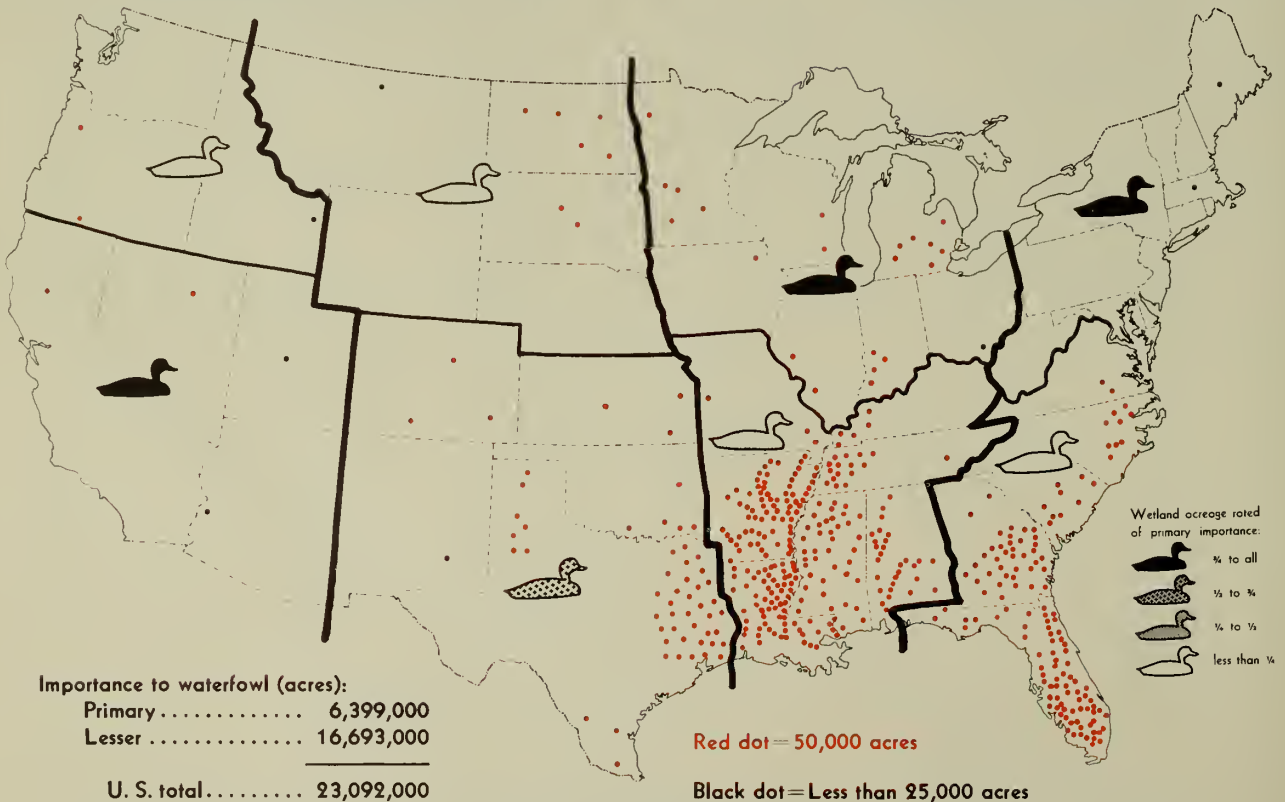 Wetland ocreoge roted
of primary importance:
¾ to all
½ to ¾
¼ to ½
less than ¼
Importance to waterfowl (acres):
Primary ............. 6,399,000
Lesser .............. 16,693,000
U. S. total ......... 23,092,000
Red dot = 50,000 acres
Black dot = Less than 25,000 acres